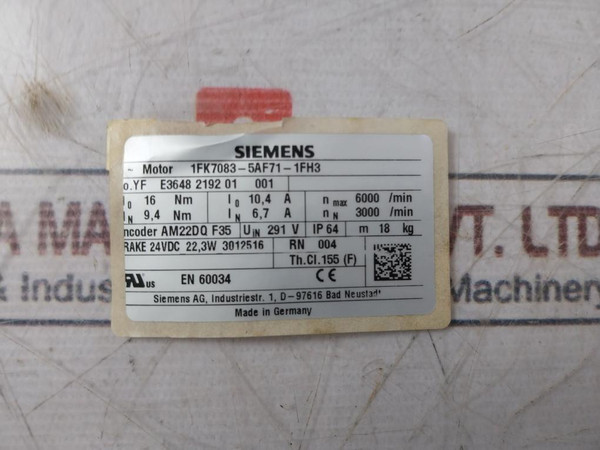 SIEMENS
~ Motor 1FK7083-5AF71-1FH3
o.YF E3648 2192 01 001
I0 16 Nm I0 10,4 A n max 6000 /min
IN 9,4 Nm IN 6,7 A n N 3000 /min
ncoder AM22DQ F35 UIN 291 V IP 64 m 18 kg
RAKE 24VDC 22,3W 3012516 RN 004
Th.Cl.155 (F)
US EN 60034 CE
Siemens AG, Industriestr. 1, D-97616 Bad Neustadt
Made in Germany
A MA VT. LTD
& Indus Machinery